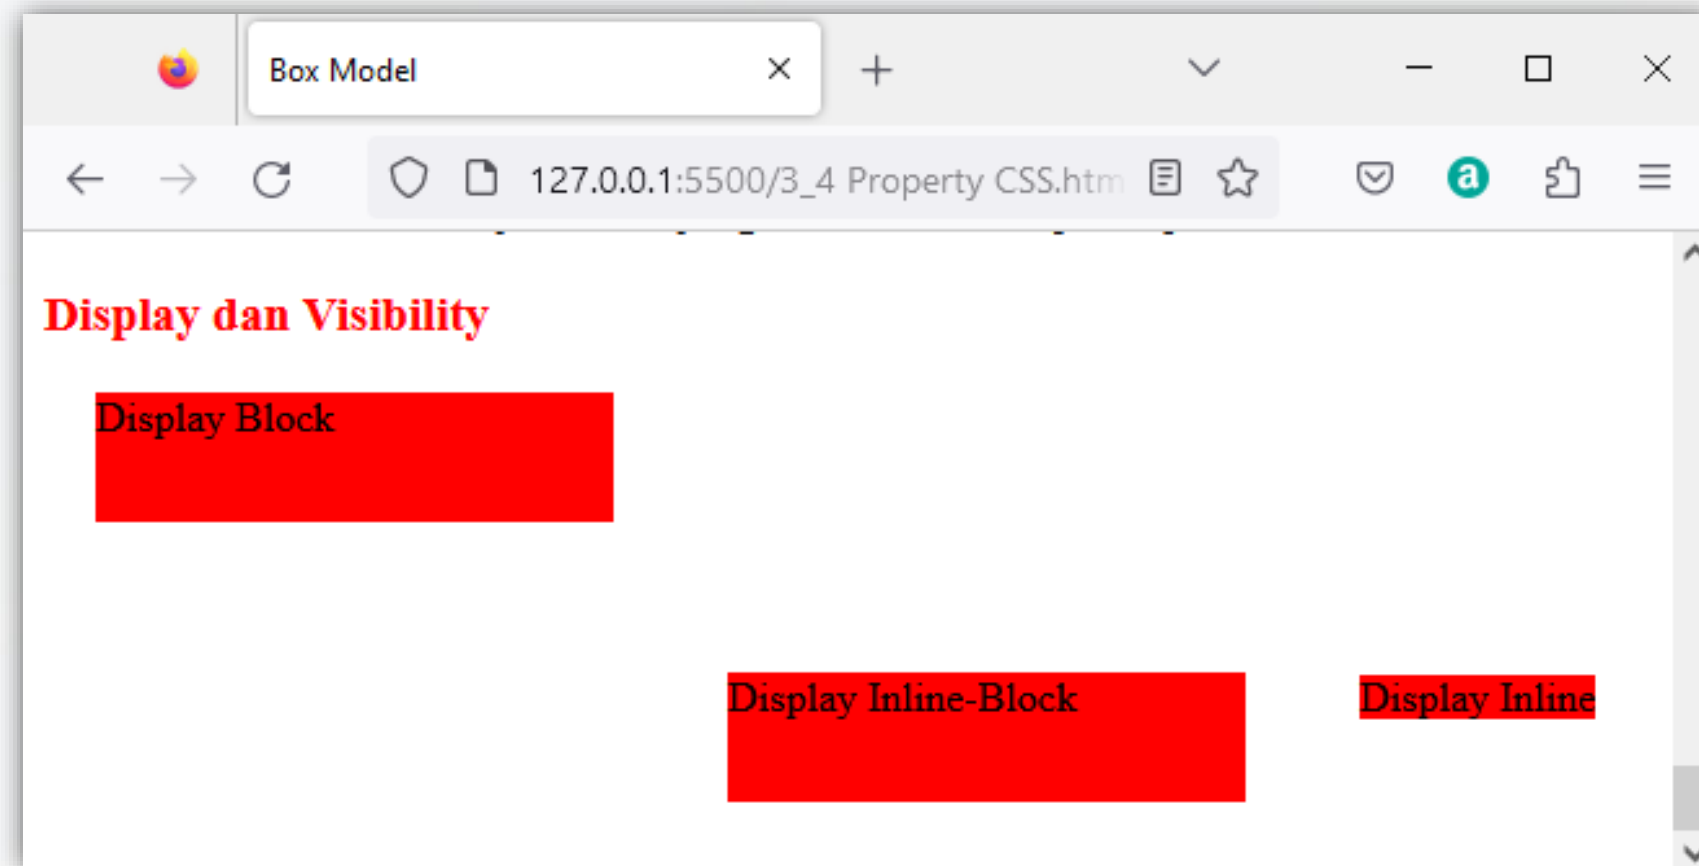 Box Model
127.0.0.1:5500/3_4 Property CSS.htm
Display dan Visibility
Display Block
Display Inline-Block
Display Inline